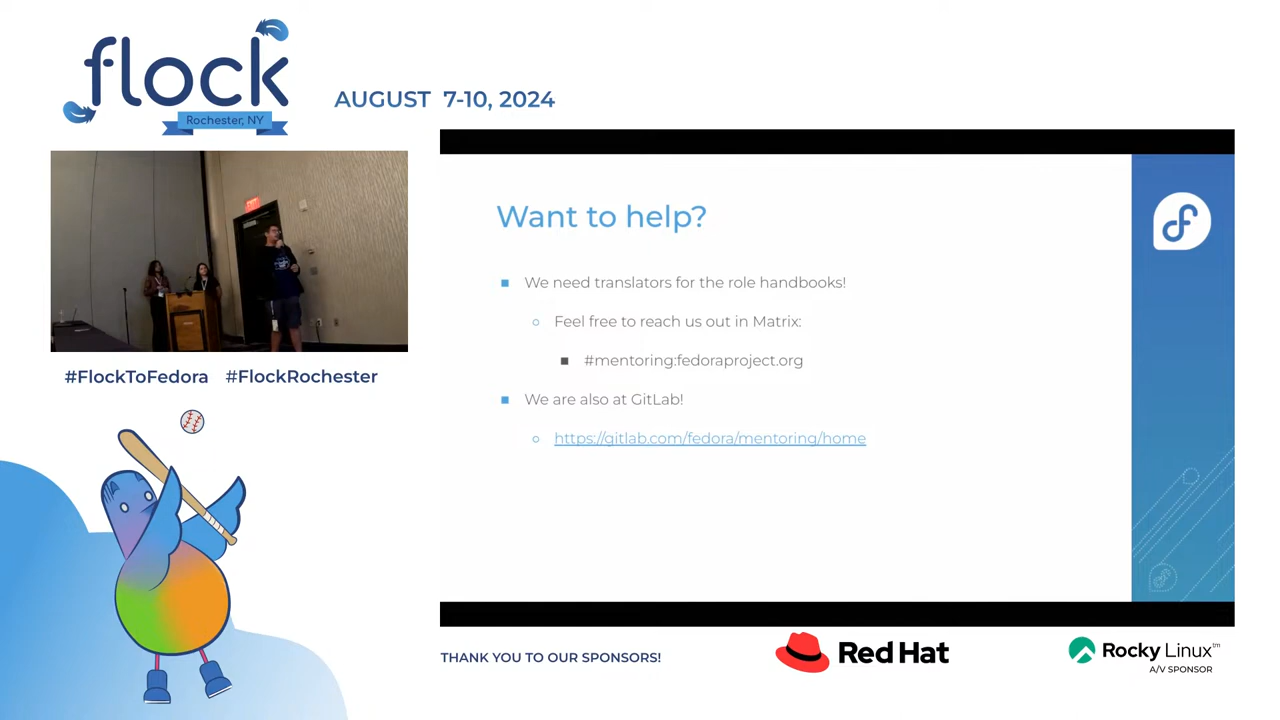 flock
Rochester, NY
AUGUST 7-10, 2024
EXIT
#FlockToFedora #FlockRochester
Want to help?
We need translators for the role handbooks!
Feel free to reach us out in Matrix:
#mentoring:fedoraproject.org
We are also at GitLab!
https://gitlab.com/fedora/mentoring/home
THANK YOU TO OUR SPONSORS!
Red Hat
Rocky Linux™
A/V SPONSOR